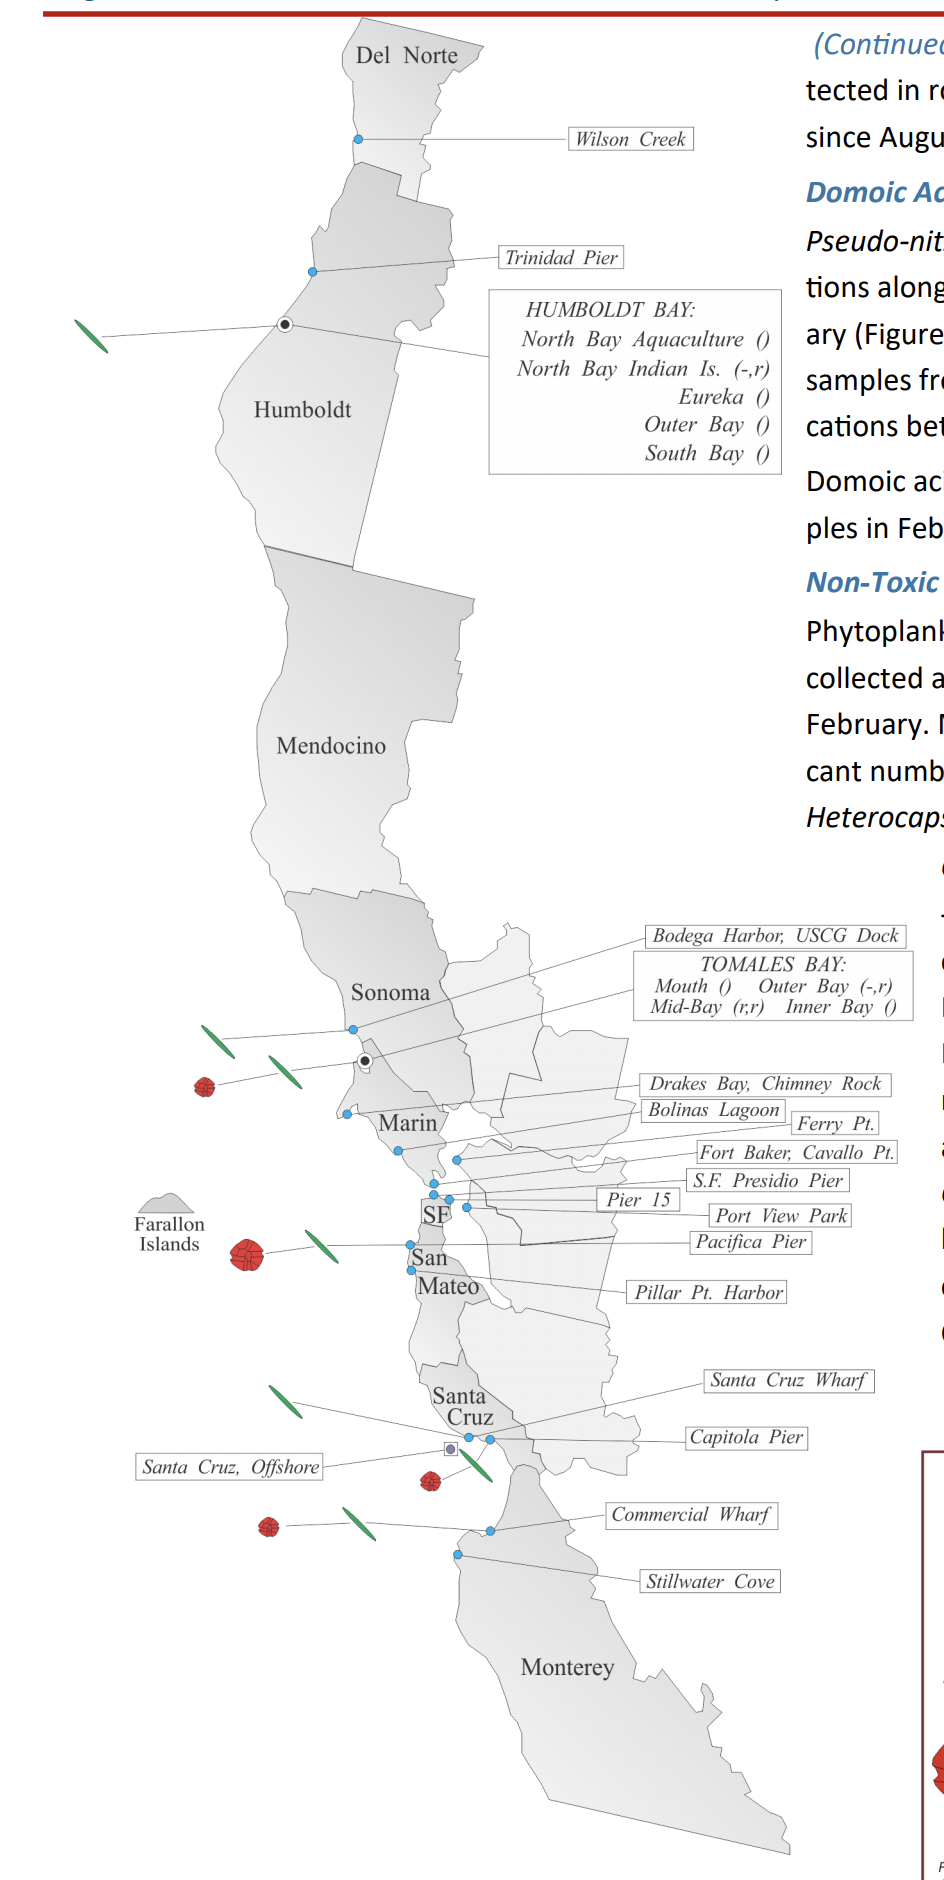 Del Norte
Wilson Creek
Trinidad Pier
HUMBOLDT BAY:
North Bay Aquaculture ()
North Bay Indian Is. (-,r)
Eureka ()
Outer Bay ()
South Bay ()
Humboldt
Mendocino
Bodega Harbor, USCG Dock
TOMALES BAY:
Mouth () Outer Bay (-,r)
Mid-Bay (r,r) Inner Bay ()
Sonoma
Drakes Bay, Chimney Rock
Bolinas Lagoon
Marin
Ferry Pt.
Fort Baker, Cavallo Pt.
S.F. Presidio Pier
Pier 15
SF
Port View Park
Farallon
Islands
Pacifica Pier
San
Mateo
Pillar Pt. Harbor
Santa Cruz Wharf
Santa
Cruz
Capitola Pier
Santa Cruz, Offshore
Commercial Wharf
Stillwater Cove
Monterey
(Continued
tected in ro
since Augu
Domoic Ac
Pseudo-nit
tions along
ary (Figure
samples fro
cations bet
Domoic aci
ples in Feb
Non-Toxic
Phytoplank
collected a
February. N
cant numb
Heterocaps